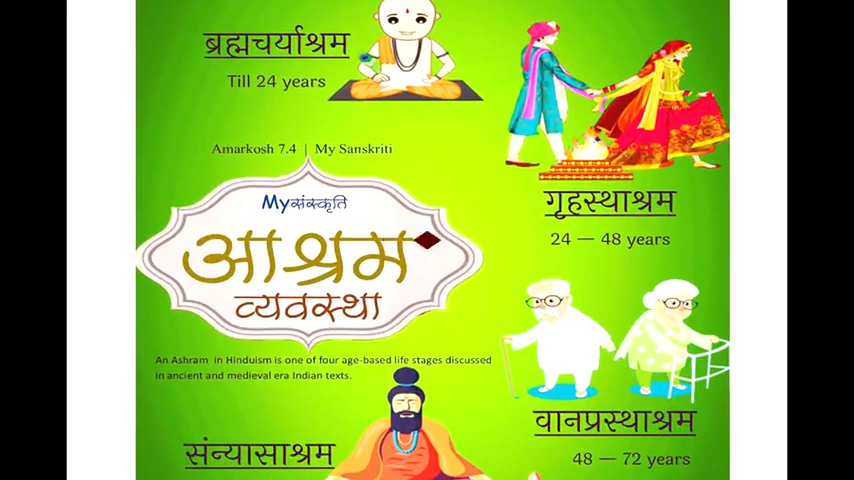 ब्रह्मचर्याश्रम
Till 24 years
Amarkosh 7.4 | My Sanskriti
Myसंस्कृति
आश्रम
व्यवस्था
An Ashram in Hinduism is one of four age-based life stages discussed
in ancient and medieval era Indian texts.
गृहस्थाश्रम
24 — 48 years
वानप्रस्थाश्रम
48 — 72 years
संन्यासाश्रम